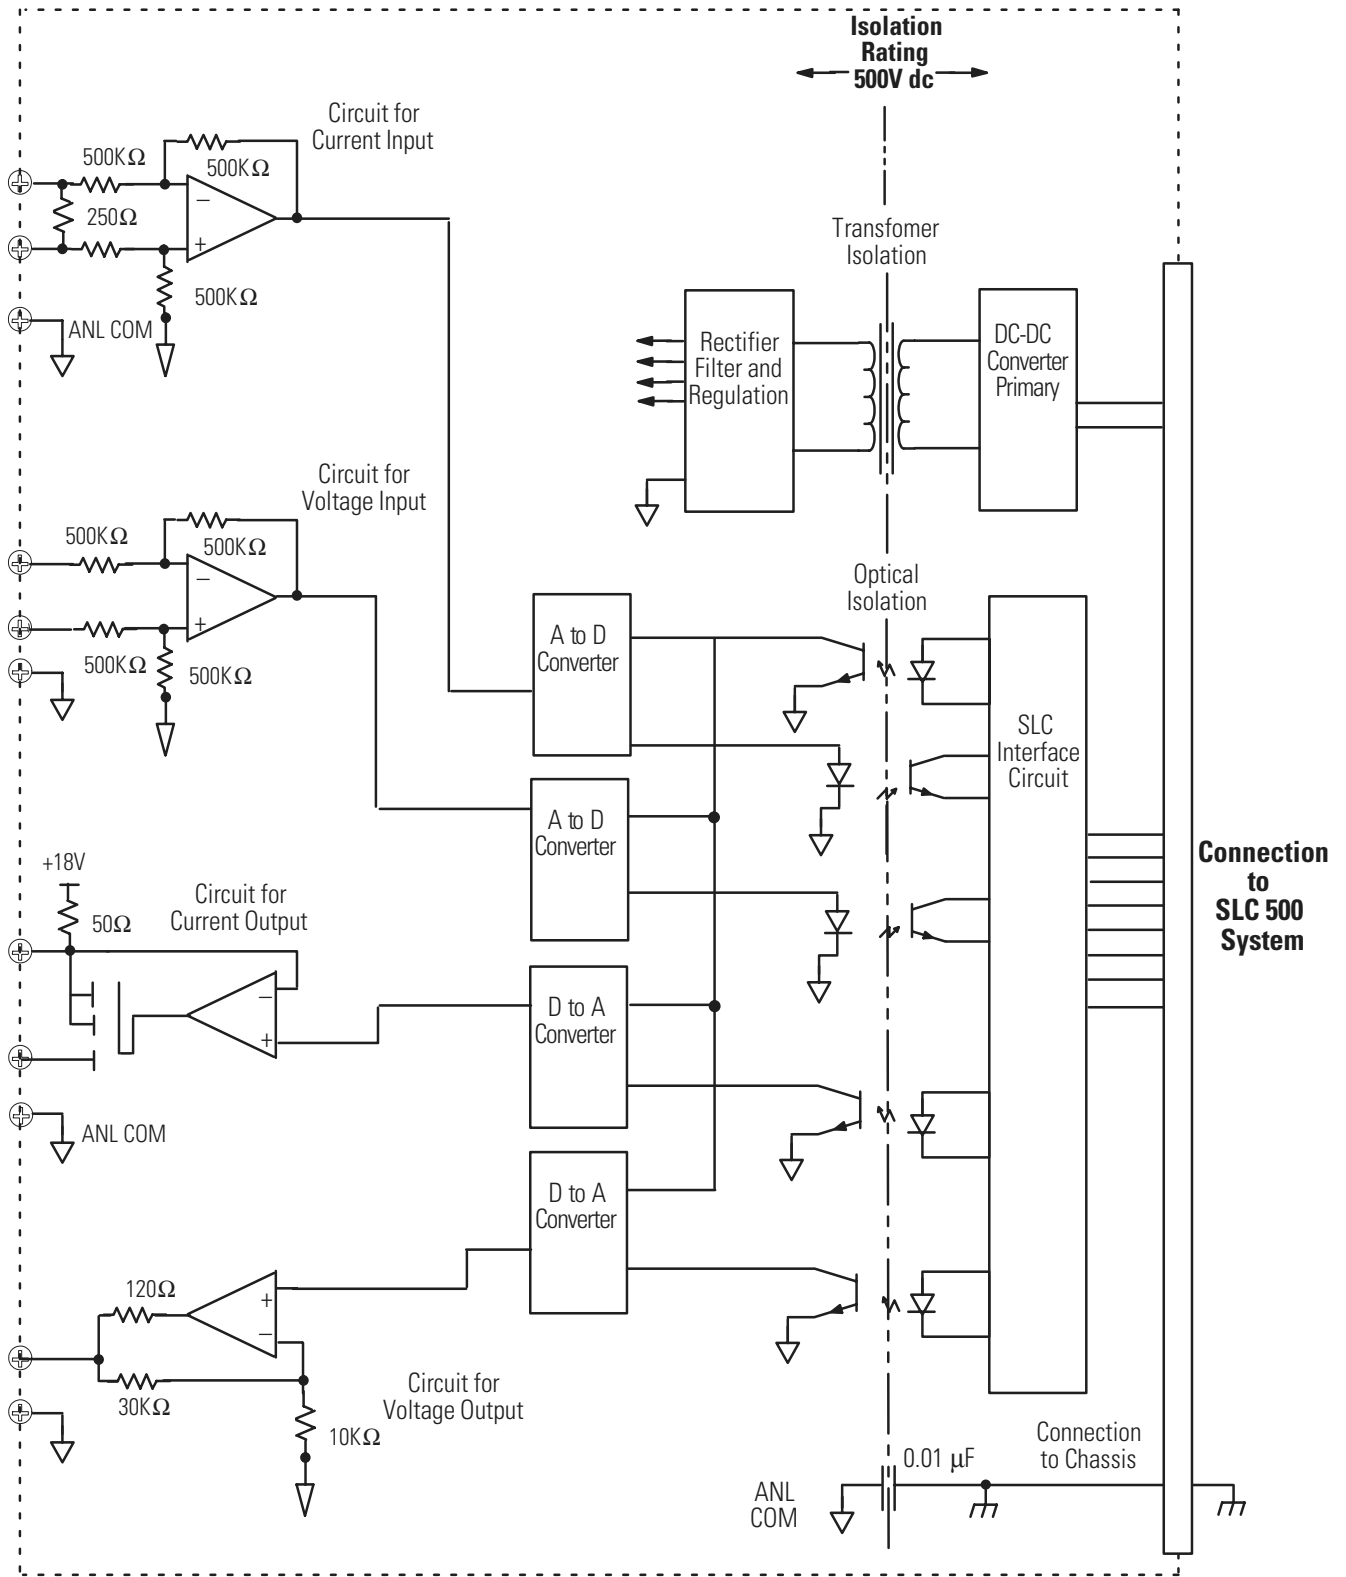 Isolation
Rating
500V dc
Circuit for
Current Input
500KΩ
500KΩ
250Ω
−
+
500KΩ
ANL COM
Transfomer
Isolation
Rectifier
Filter and
Regulation
DC-DC
Converter
Primary
Circuit for
Voltage Input
500KΩ
500KΩ
−
+
500KΩ
500KΩ
Optical
Isolation
A to D
Converter
SLC
Interface
Circuit
A to D
Converter
+18V
50Ω
Circuit for
Current Output
Connection
to
SLC 500
System
−
+
D to A
Converter
ANL COM
D to A
Converter
120Ω
+
−
30KΩ
Circuit for
Voltage Output
10KΩ
Connection
to Chassis
0.01 μF
ANL
COM